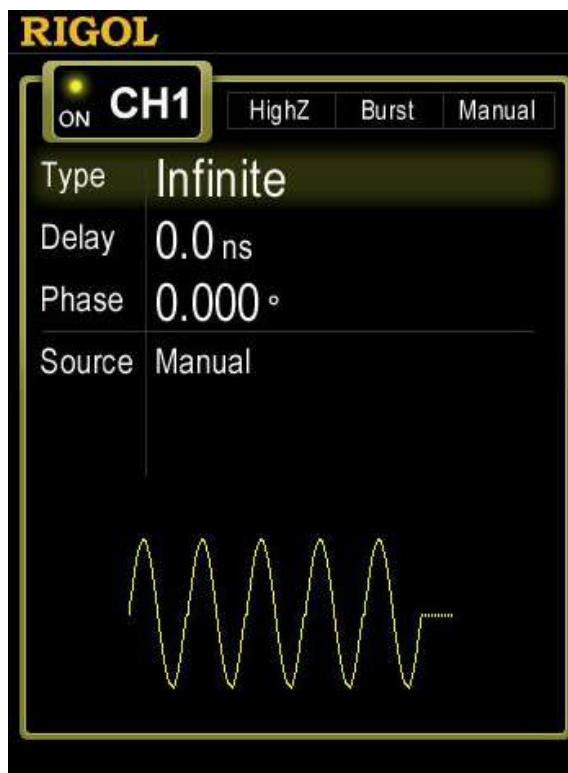 RIGOL
ON CH1 HighZ Burst Manual
Type Infinite
Delay 0.0 ns
Phase 0.000 °
Source Manual